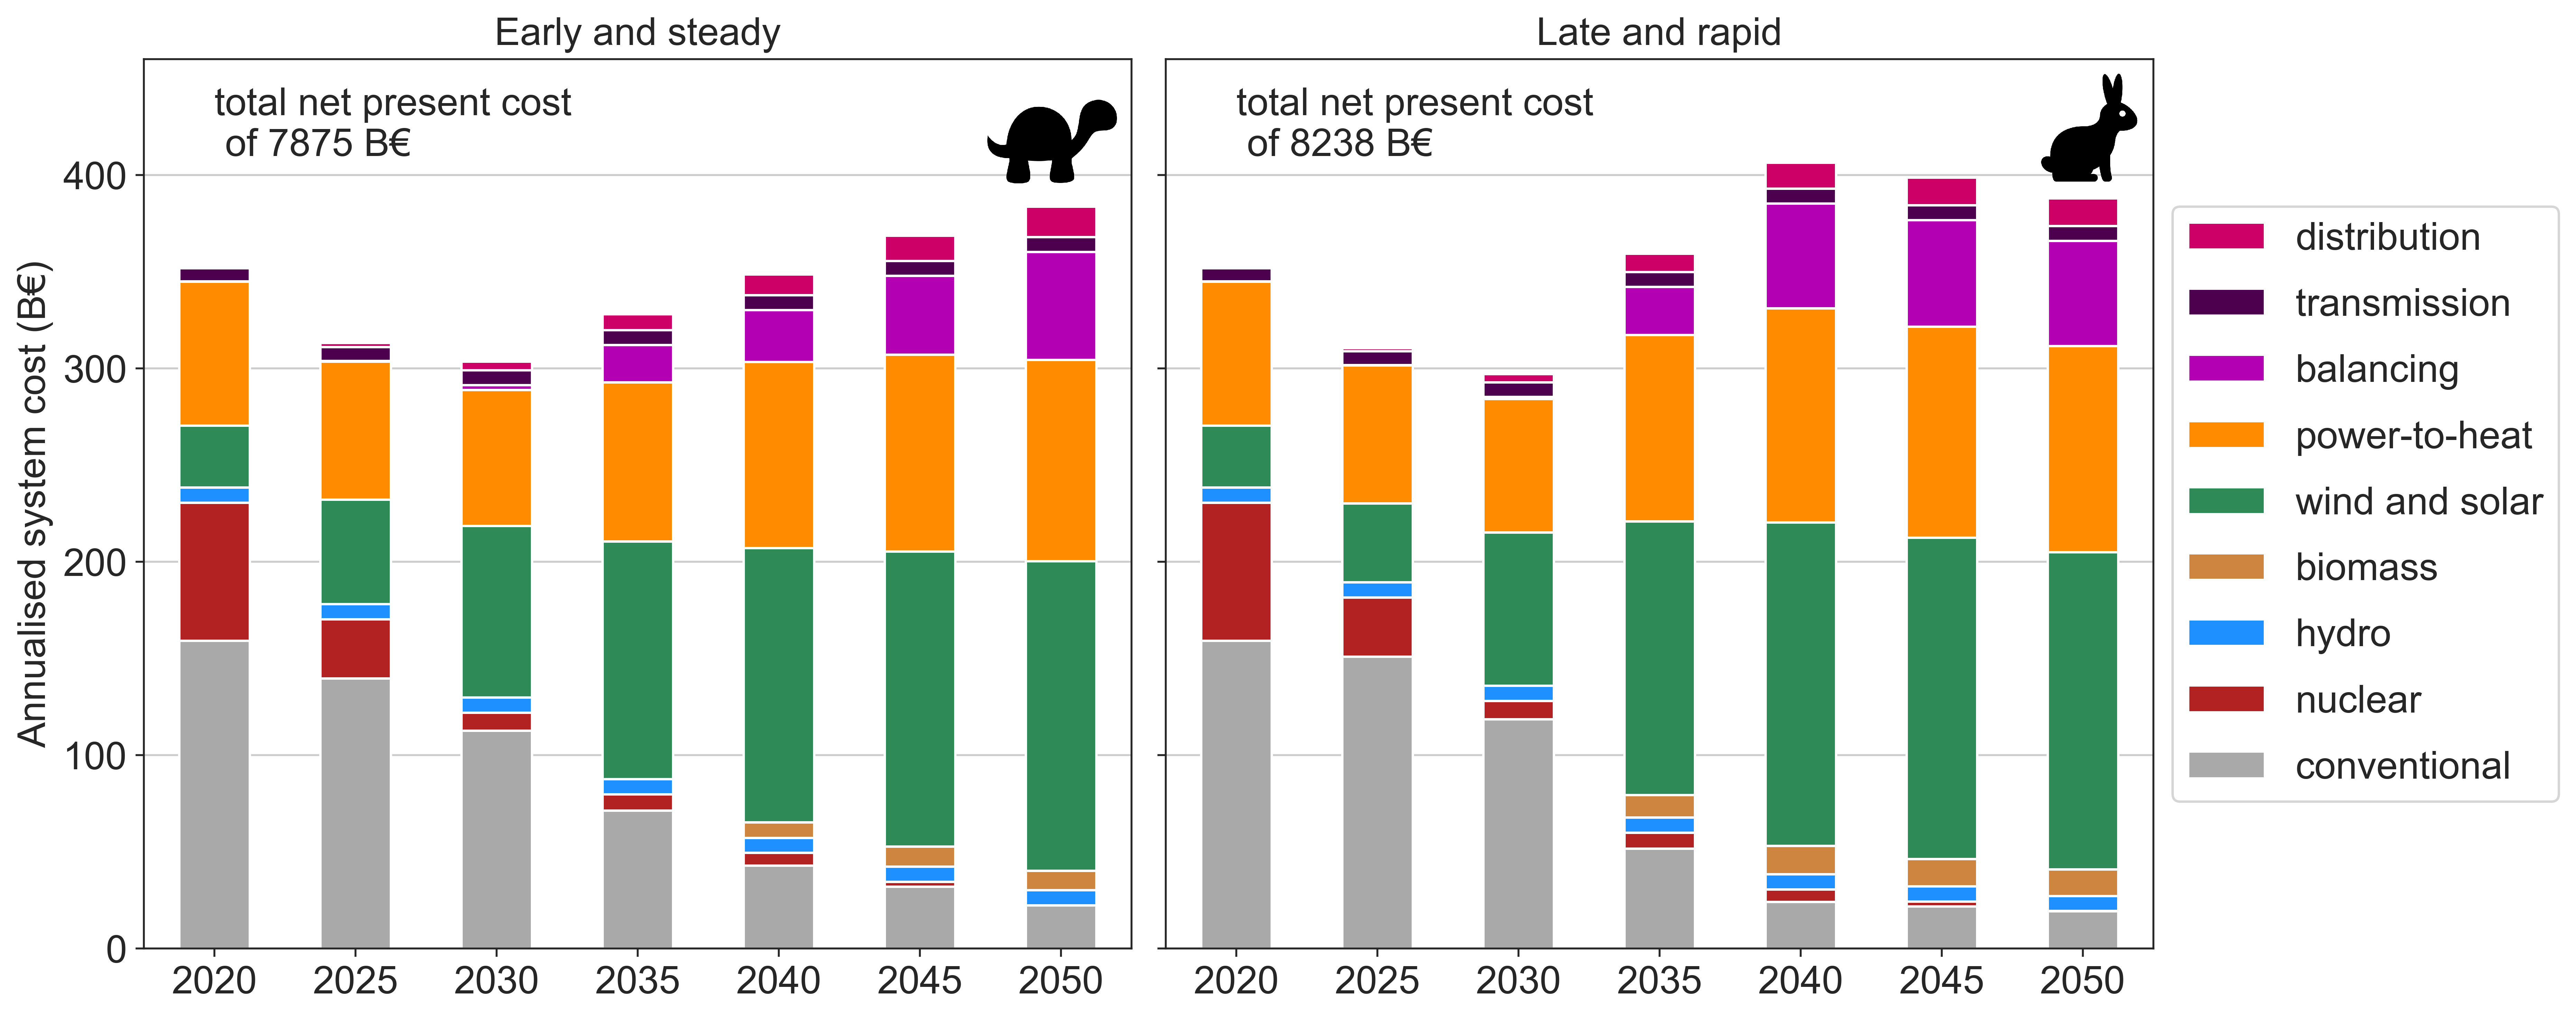 Early and steady
Late and rapid
total net present cost
of 7875 B€
total net present cost
of 8238 B€
Annualised system cost (B€)
400
300
200
100
0
2020 2025 2030 2035 2040 2045 2050
2020 2025 2030 2035 2040 2045 2050
distribution
transmission
balancing
power-to-heat
wind and solar
biomass
hydro
nuclear
conventional